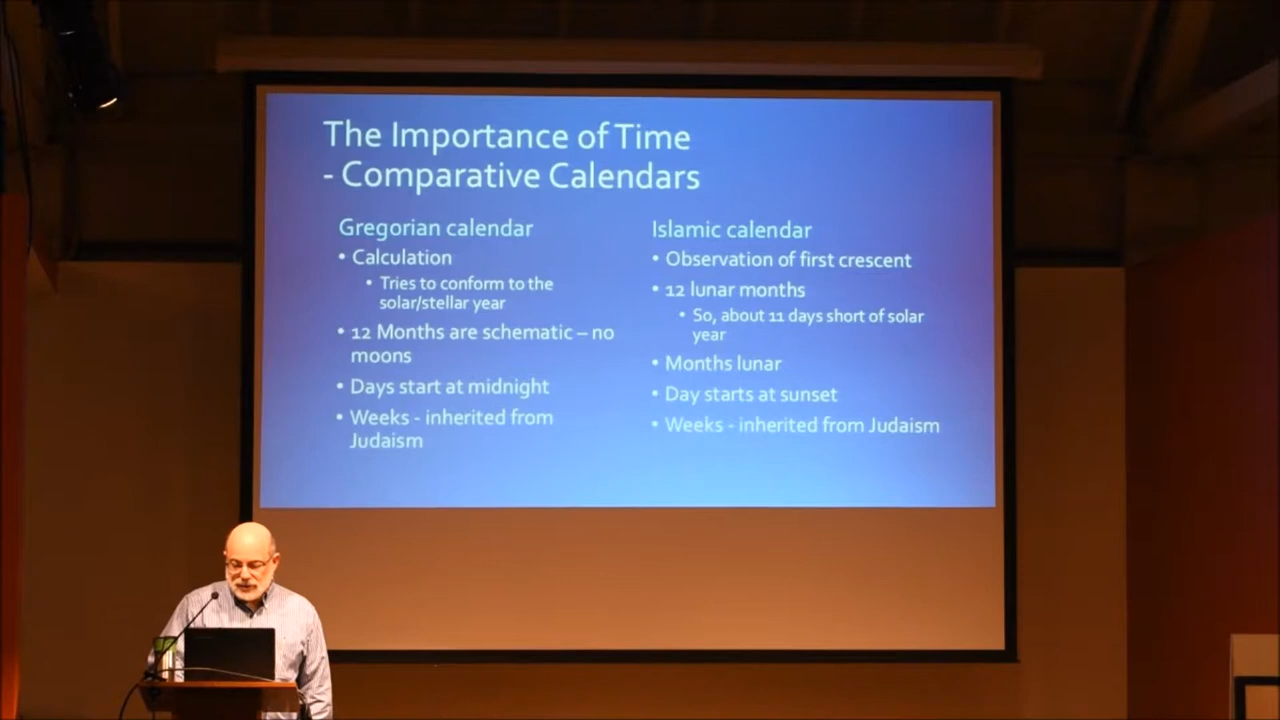 The Importance of Time
- Comparative Calendars
Gregorian calendar
• Calculation
• Tries to conform to the
solar/stellar year
• 12 Months are schematic – no
moons
• Days start at midnight
• Weeks - inherited from
Judaism
Islamic calendar
• Observation of first crescent
• 12 lunar months
• So, about 11 days short of solar
year
• Months lunar
• Day starts at sunset
• Weeks - inherited from Judaism